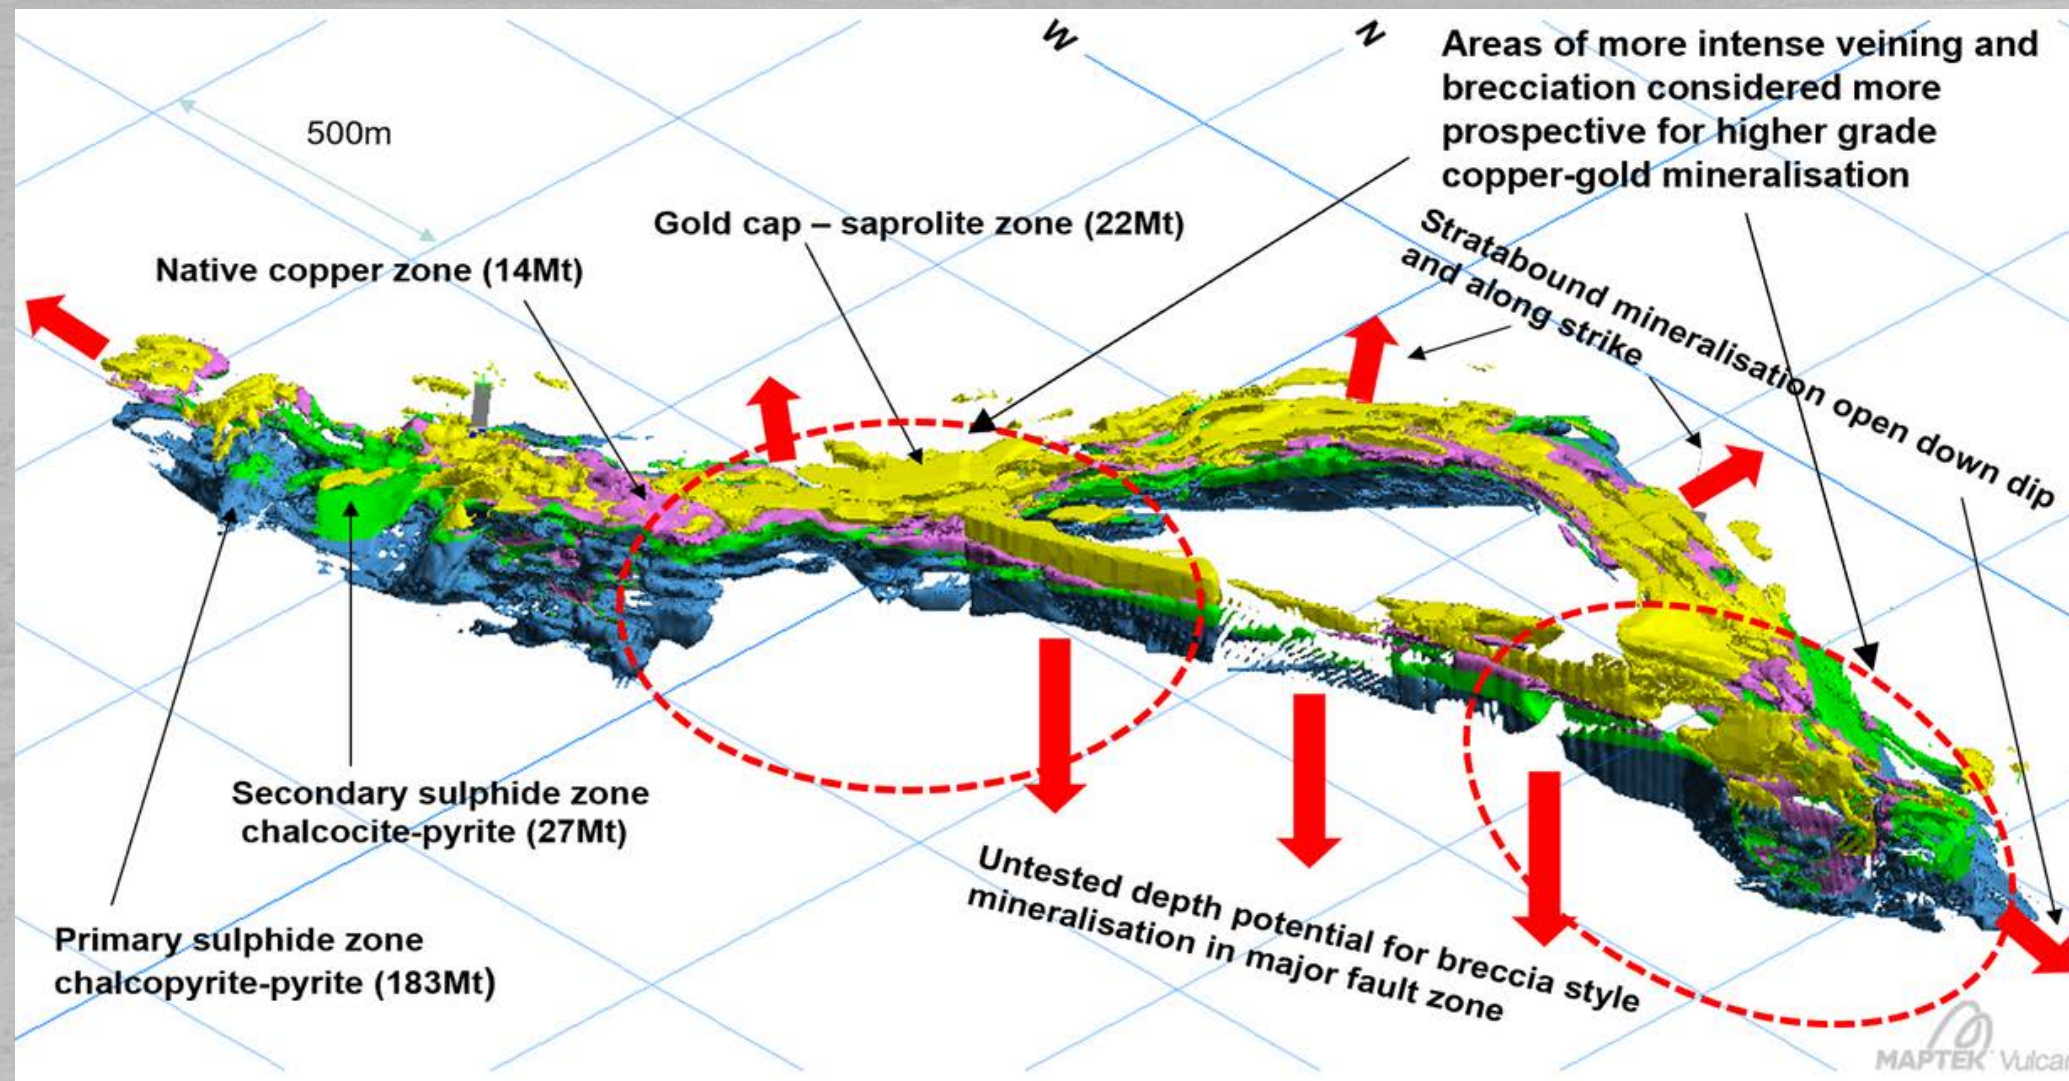 W
N
Areas of more intense veining and
brecciation considered more
prospective for higher grade
copper-gold mineralisation
500m
Gold cap – saprolite zone (22Mt)
Native copper zone (14Mt)
Stratabound mineralisation open down dip
and along strike
Secondary sulphide zone
chalcocite-pyrite (27Mt)
Primary sulphide zone
chalcopyrite-pyrite (183Mt)
Untested depth potential for breccia style
mineralisation in major fault zone
MAPTEK Vulcan